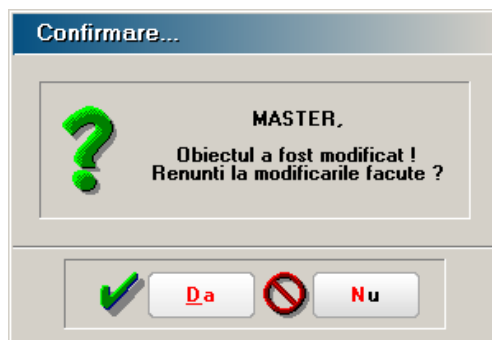 Confirmare...
MASTER,
Obiectul a fost modificat !
Renunti la modificarile facute ?
Da
Nu